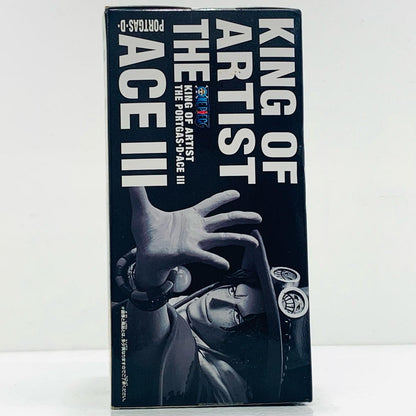 KING OF
ARTIST
THE
PORTGAS・D・
ACE III
ONE PIECE
KING OF ARTIST
THE PORTGAS・D・ACE III